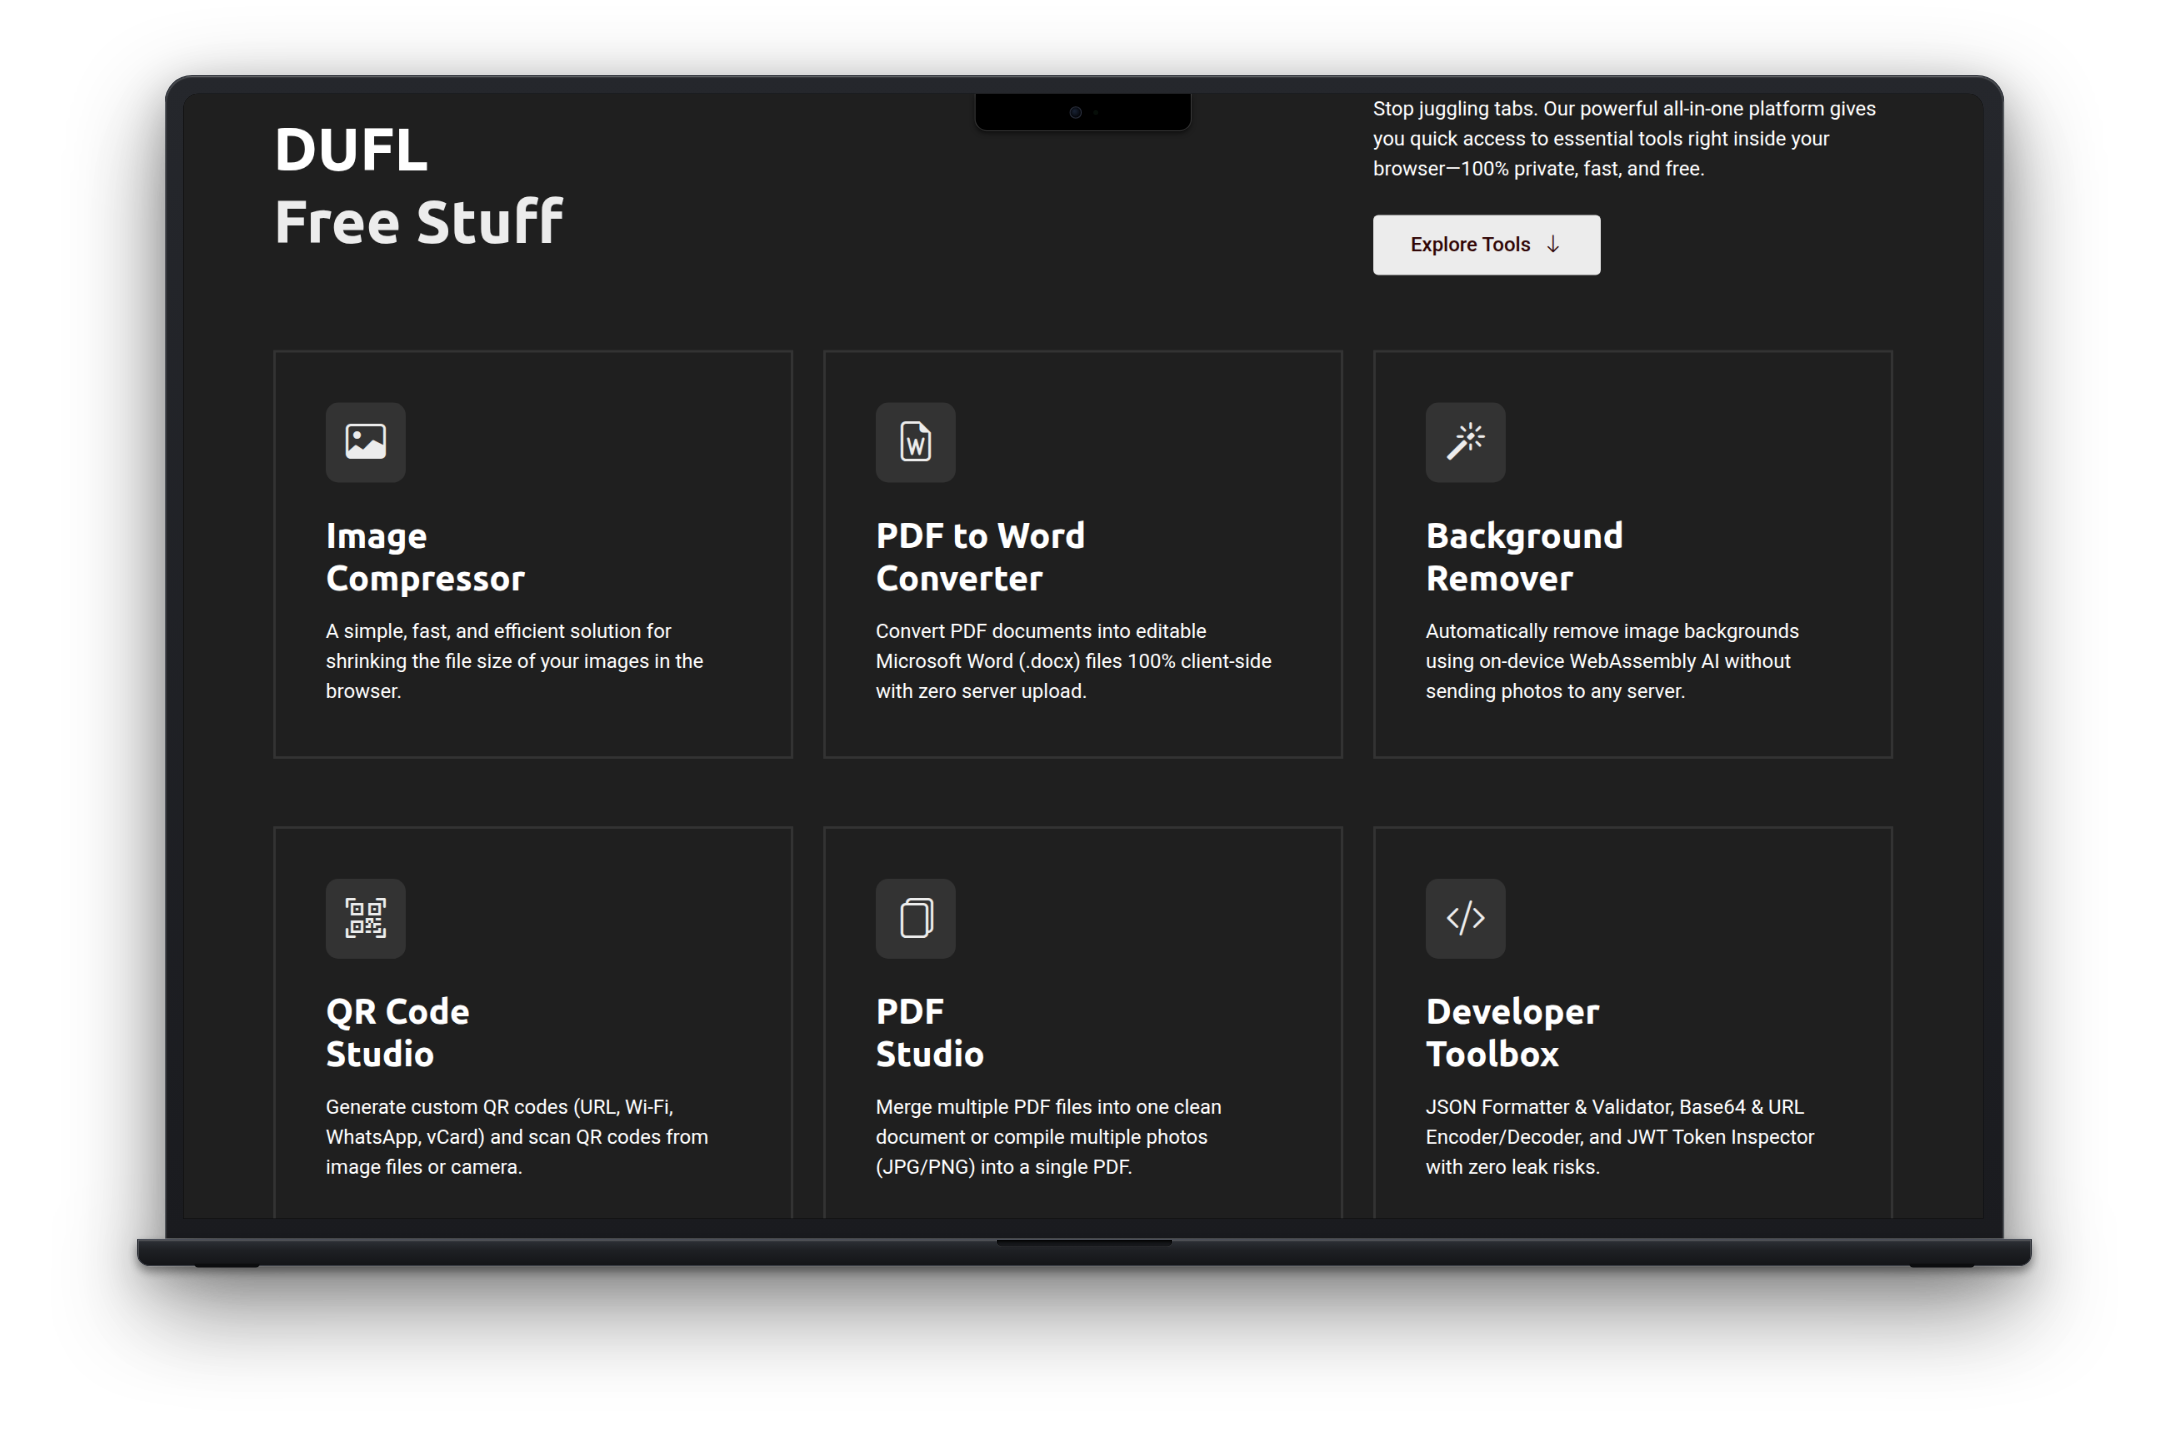 DUFL
Free Stuff
Stop juggling tabs. Our powerful all-in-one platform gives
you quick access to essential tools right inside your
browser—100% private, fast, and free.
Explore Tools ↓
Image
Compressor
A simple, fast, and efficient solution for
shrinking the file size of your images in the
browser.
PDF to Word
Converter
Convert PDF documents into editable
Microsoft Word (.docx) files 100% client-side
with zero server upload.
Background
Remover
Automatically remove image backgrounds
using on-device WebAssembly AI without
sending photos to any server.
QR Code
Studio
Generate custom QR codes (URL, Wi-Fi,
WhatsApp, vCard) and scan QR codes from
image files or camera.
PDF
Studio
Merge multiple PDF files into one clean
document or compile multiple photos
(JPG/PNG) into a single PDF.
Developer
Toolbox
JSON Formatter & Validator, Base64 & URL
Encoder/Decoder, and JWT Token Inspector
with zero leak risks.